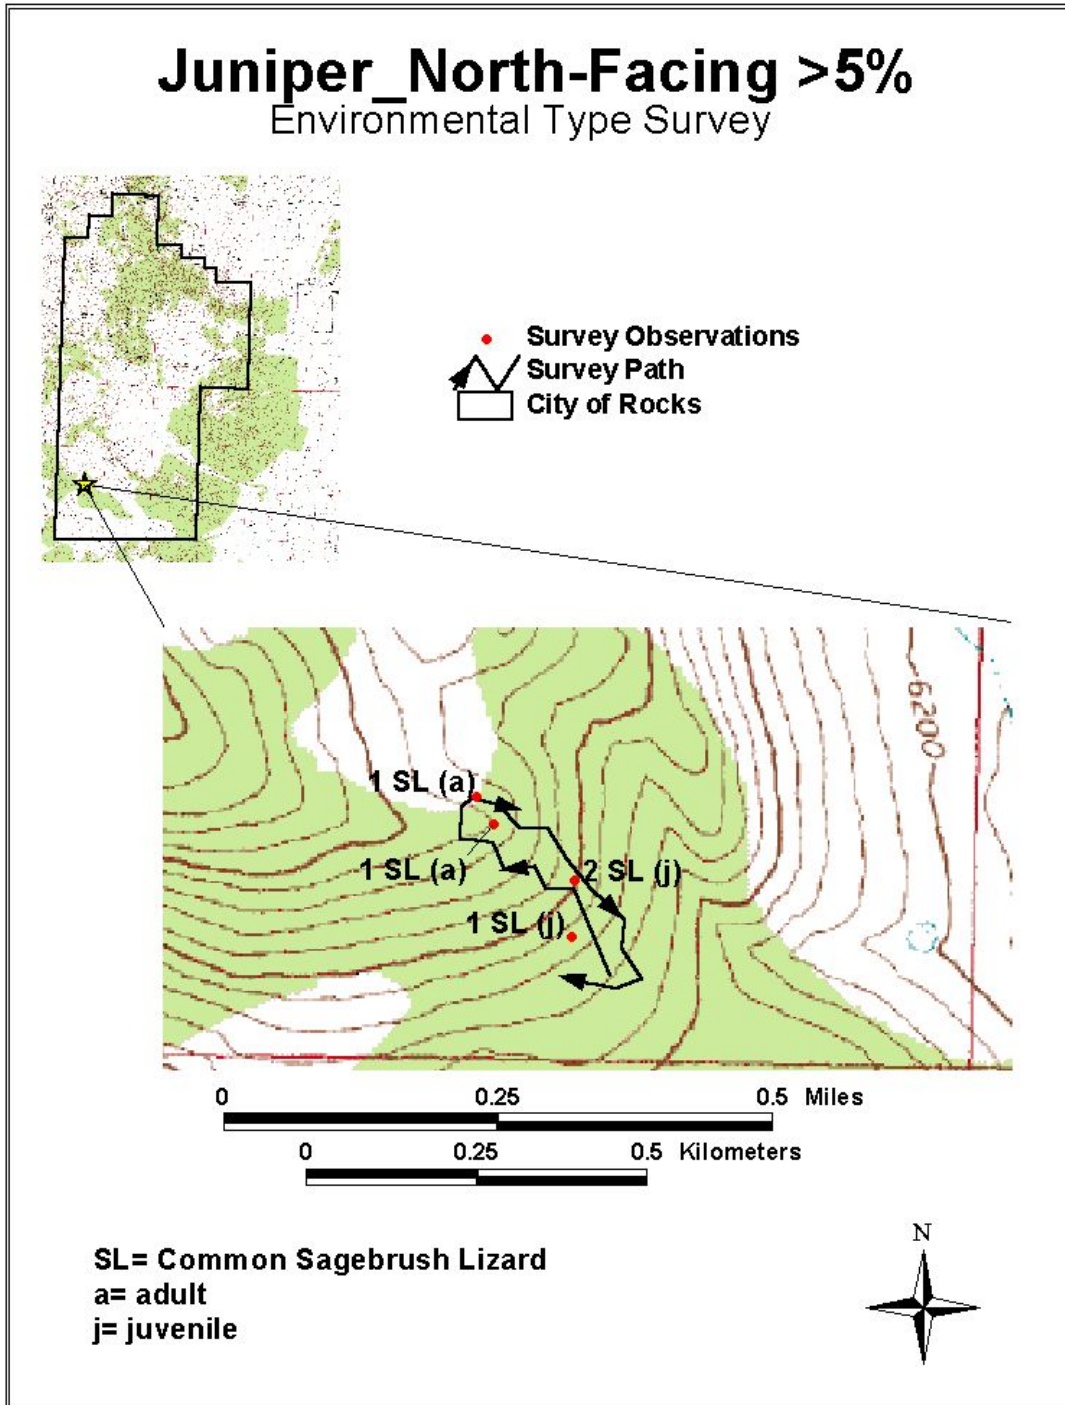 Juniper_North-Facing >5%
Environmental Type Survey
Survey Observations
Survey Path
City of Rocks
6200
1 SL (a)
1 SL (a)
2 SL (j)
1 SL (j)
0 0.25 0.5 Miles
0 0.25 0.5 Kilometers
N
SL= Common Sagebrush Lizard
a= adult
j= juvenile